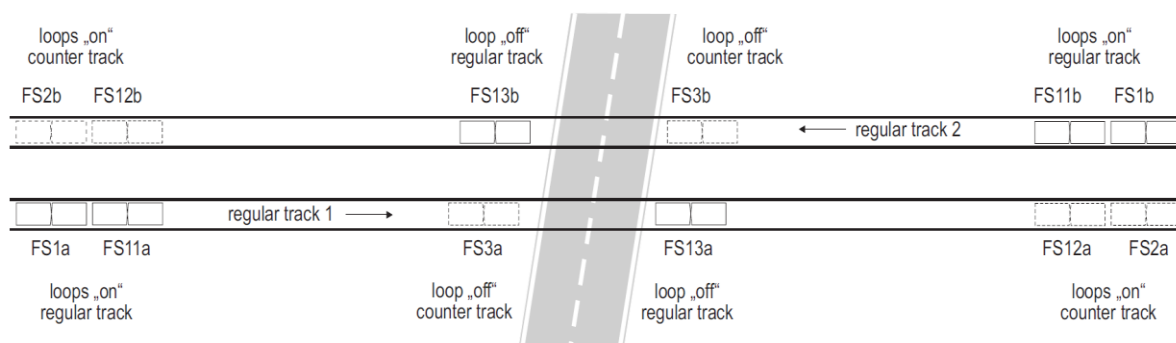 loops „on“
counter track
loop „off“
regular track
loop „off“
counter track
loops „on“
regular track
FS2b
FS12b
FS13b
FS3b
FS11b
FS1b
regular track 2
regular track 1
FS1a
FS11a
FS3a
FS13a
FS12a
FS2a
loops „on“
regular track
loop „off“
counter track
loop „off“
regular track
loops „on“
counter track